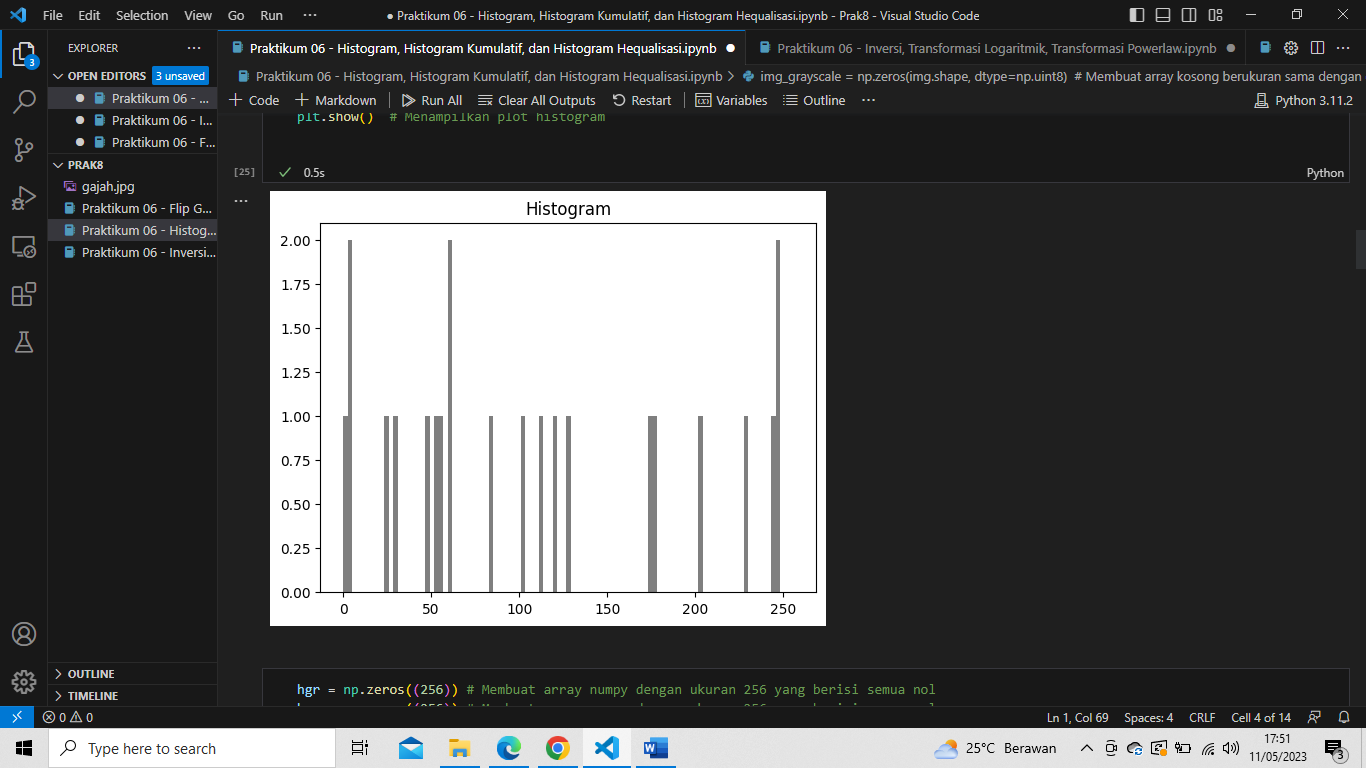 File Edit Selection View Go Run ··· ● Praktikum 06 - Histogram, Histogram Kumulatif, dan Histogram Hequalisasi.ipynb - Prak8 - Visual Studio Code
EXPLORER ···
Praktikum 06 - Histogram, Histogram Kumulatif, dan Histogram Hequalisasi.ipynb ●
Praktikum 06 - Inversi, Transformasi Logaritmik, Transformasi Powerlaw.ipynb ●
3
OPEN EDITORS 3 unsaved
● Praktikum 06 - ...
● Praktikum 06 - I...
● Praktikum 06 - F...
PRAK8
gajah.jpg
Praktikum 06 - Flip G...
Praktikum 06 - Histog...
Praktikum 06 - Inversi...
OUTLINE
TIMELINE
Praktikum 06 - Histogram, Histogram Kumulatif, dan Histogram Hequalisasi.ipynb > img_grayscale = np.zeros(img.shape, dtype=np.uint8) # Membuat array kosong berukuran sama dengan
+ Code + Markdown Run All Clear All Outputs Restart Variables Outline ··· Python 3.11.2
plt.show() # Menampilkan plot histogram
[25] ✓ 0.5s Python
···
Histogram
2.00
1.75
1.50
1.25
1.00
0.75
0.50
0.25
0.00
0 50 100 150 200 250
hgr = np.zeros((256)) # Membuat array numpy dengan ukuran 256 yang berisi semua nol
0 0 Ln 1, Col 69 Spaces: 4 CRLF Cell 4 of 14
Type here to search 25°C Berawan 17:51
11/05/2023
3